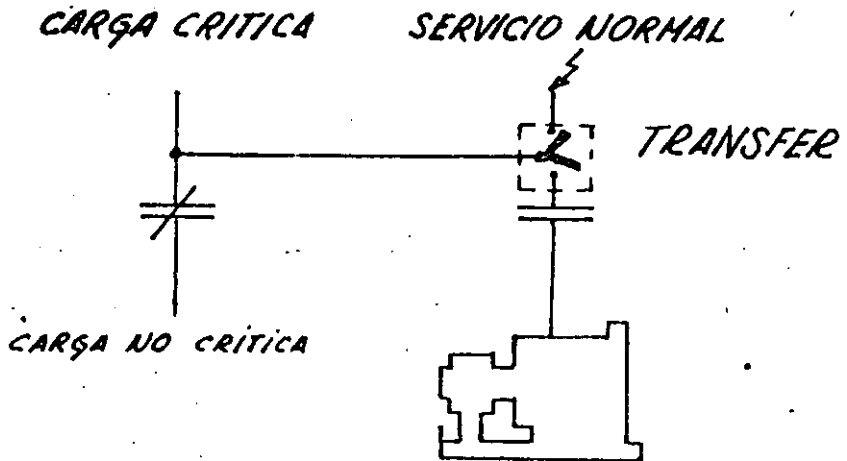 CARGA CRITICA
SERVICIO NORMAL
TRANSFER
CARGA NO CRITICA